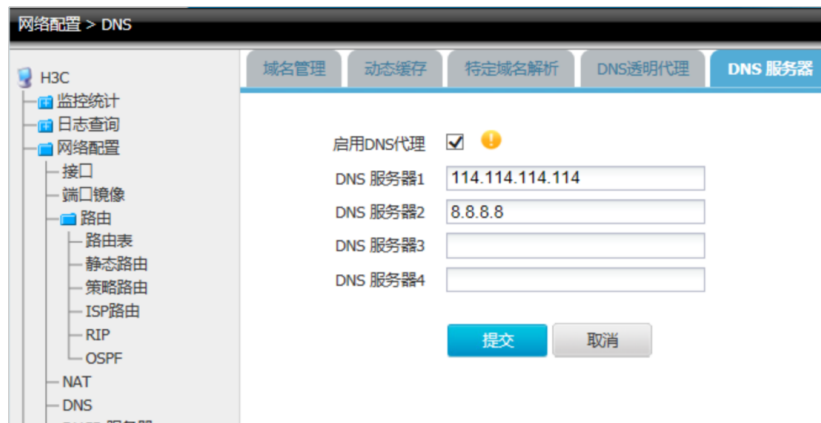 网络配置 > DNS
H3C
监控统计
日志查询
网络配置
接口
端口镜像
路由
路由表
静态路由
策略路由
ISP路由
RIP
OSPF
NAT
DNS
域名管理 动态缓存 特定域名解析 DNS透明代理 DNS 服务器
启用DNS代理
DNS 服务器1 114.114.114.114
DNS 服务器2 8.8.8.8
DNS 服务器3
DNS 服务器4
提交 取消